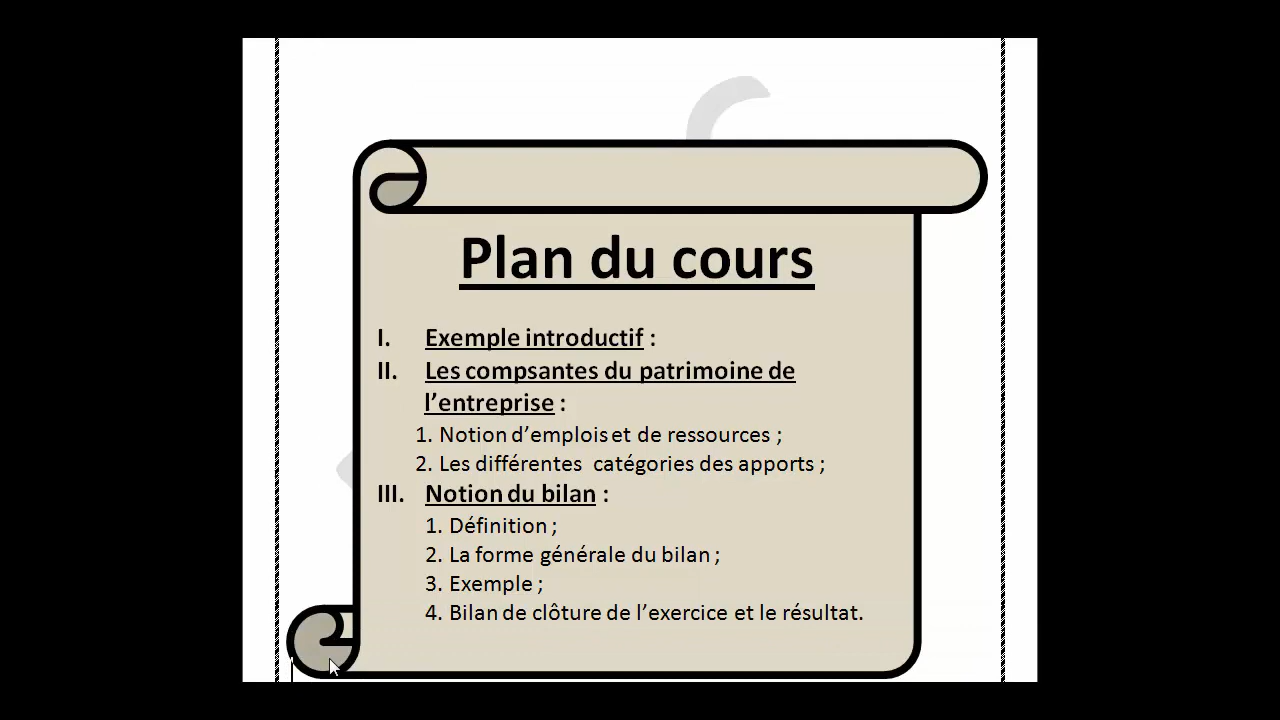 Plan du cours
I. Exemple introductif :
II. Les compsantes du patrimoine de
l’entreprise :
1. Notion d’emplois et de ressources ;
2. Les différentes catégories des apports ;
III. Notion du bilan :
1. Définition ;
2. La forme générale du bilan ;
3. Exemple ;
4. Bilan de clôture de l’exercice et le résultat.